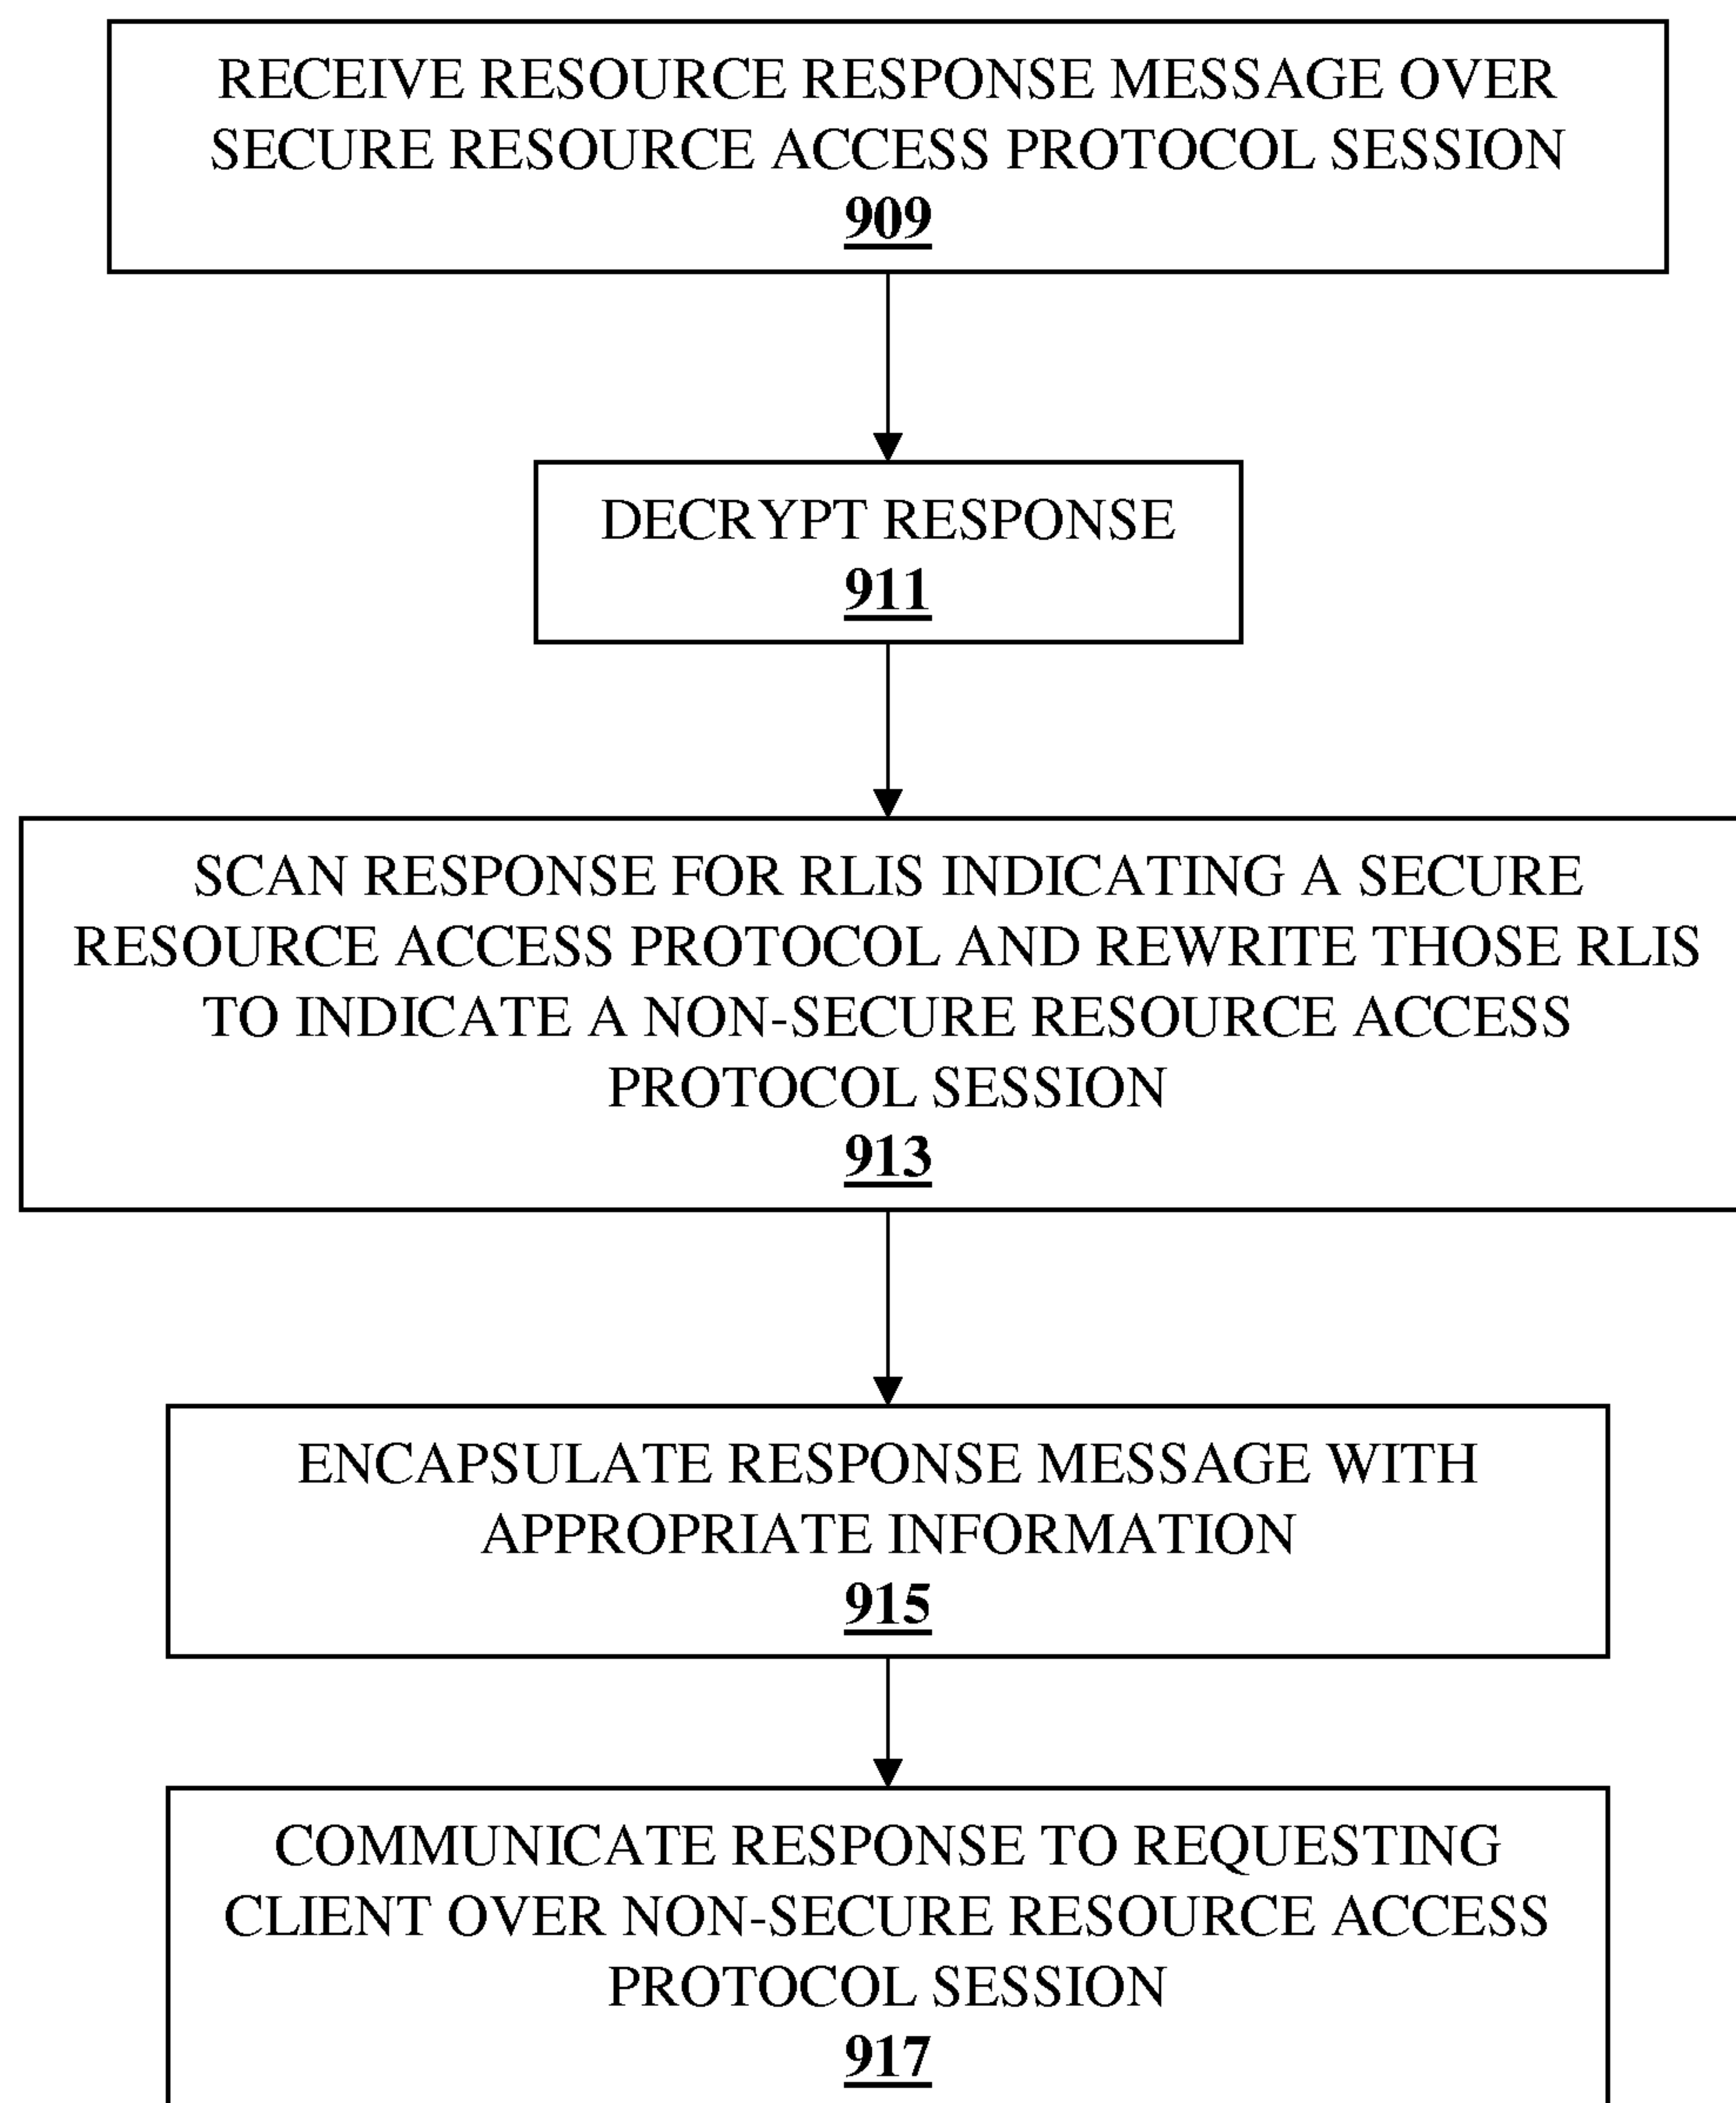 RECEIVE RESOURCE RESPONSE MESSAGE OVER
SECURE RESOURCE ACCESS PROTOCOL SESSION
909
DECRYPT RESPONSE
911
SCAN RESPONSE FOR RLIS INDICATING A SECURE
RESOURCE ACCESS PROTOCOL AND REWRITE THOSE RLIS
TO INDICATE A NON-SECURE RESOURCE ACCESS
PROTOCOL SESSION
913
ENCAPSULATE RESPONSE MESSAGE WITH
APPROPRIATE INFORMATION
915
COMMUNICATE RESPONSE TO REQUESTING
CLIENT OVER NON-SECURE RESOURCE ACCESS
PROTOCOL SESSION
917